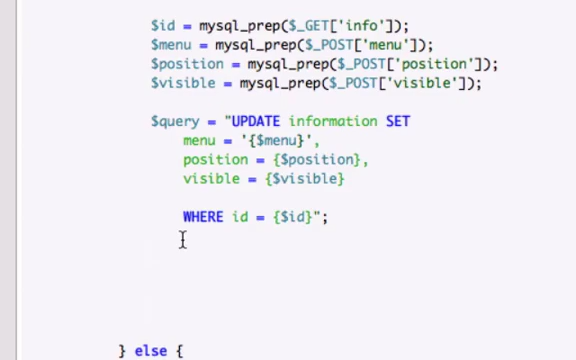 $id = mysql_prep($_GET['info']);
$menu = mysql_prep($_POST['menu']);
$position = mysql_prep($_POST['position']);
$visible = mysql_prep($_POST['visible']);
$query = "UPDATE information SET
menu = '{$menu}',
position = {$position},
visible = {$visible}
WHERE id = {$id}";
} else {